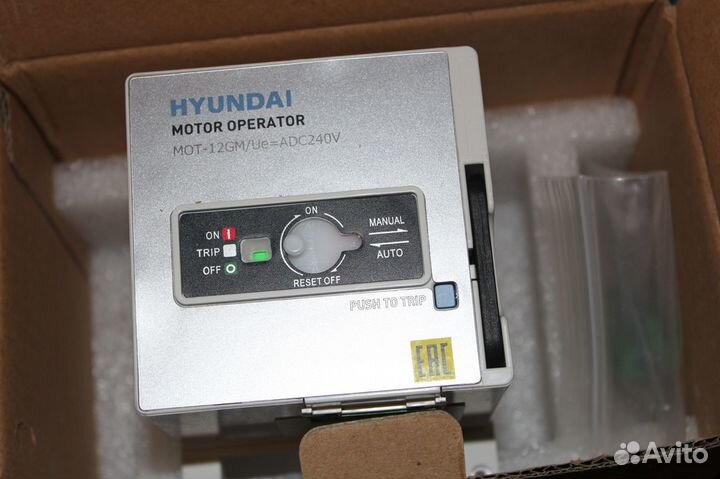 HYUNDAI
MOTOR OPERATOR
MOT-12GM/Ue=ADC240V
ON
MANUAL
ON I
TRIP
AUTO
OFF
RESET OFF
PUSH TO TRIP
EAC
Avito